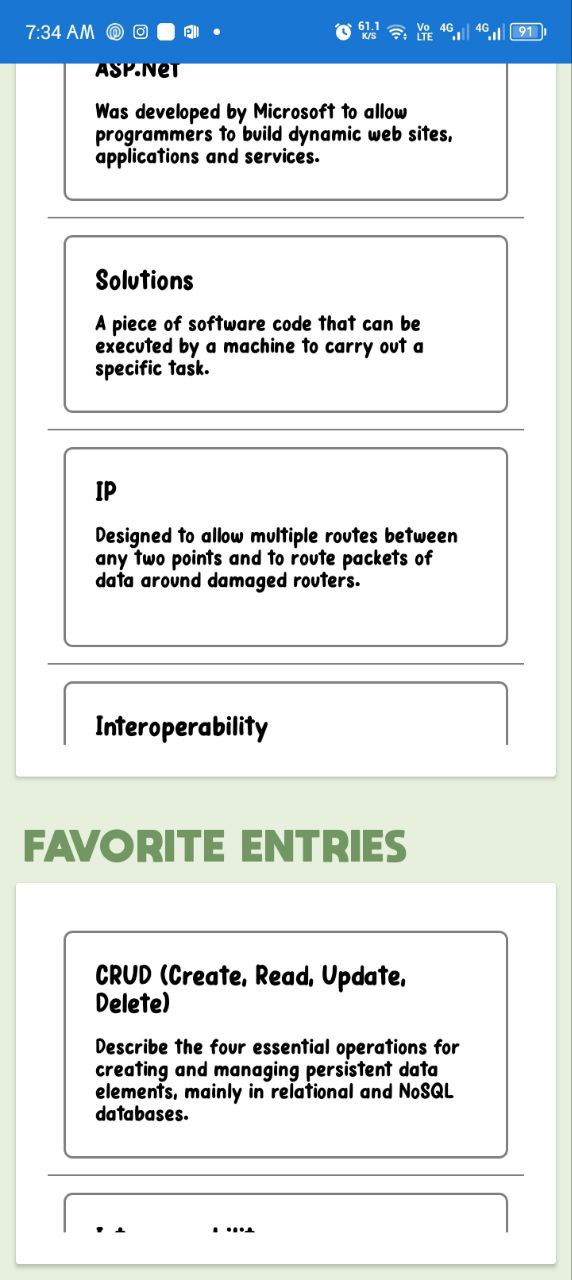 7:34 AM 61.1 K/S Vo LTE 4G 4G 91
ASP.Net
Was developed by Microsoft to allow
programmers to build dynamic web sites,
applications and services.
Solutions
A piece of software code that can be
executed by a machine to carry out a
specific task.
IP
Designed to allow multiple routes between
any two points and to route packets of
data around damaged routers.
Interoperability
FAVORITE ENTRIES
CRUD (Create, Read, Update,
Delete)
Describe the four essential operations for
creating and managing persistent data
elements, mainly in relational and NoSQL
databases.